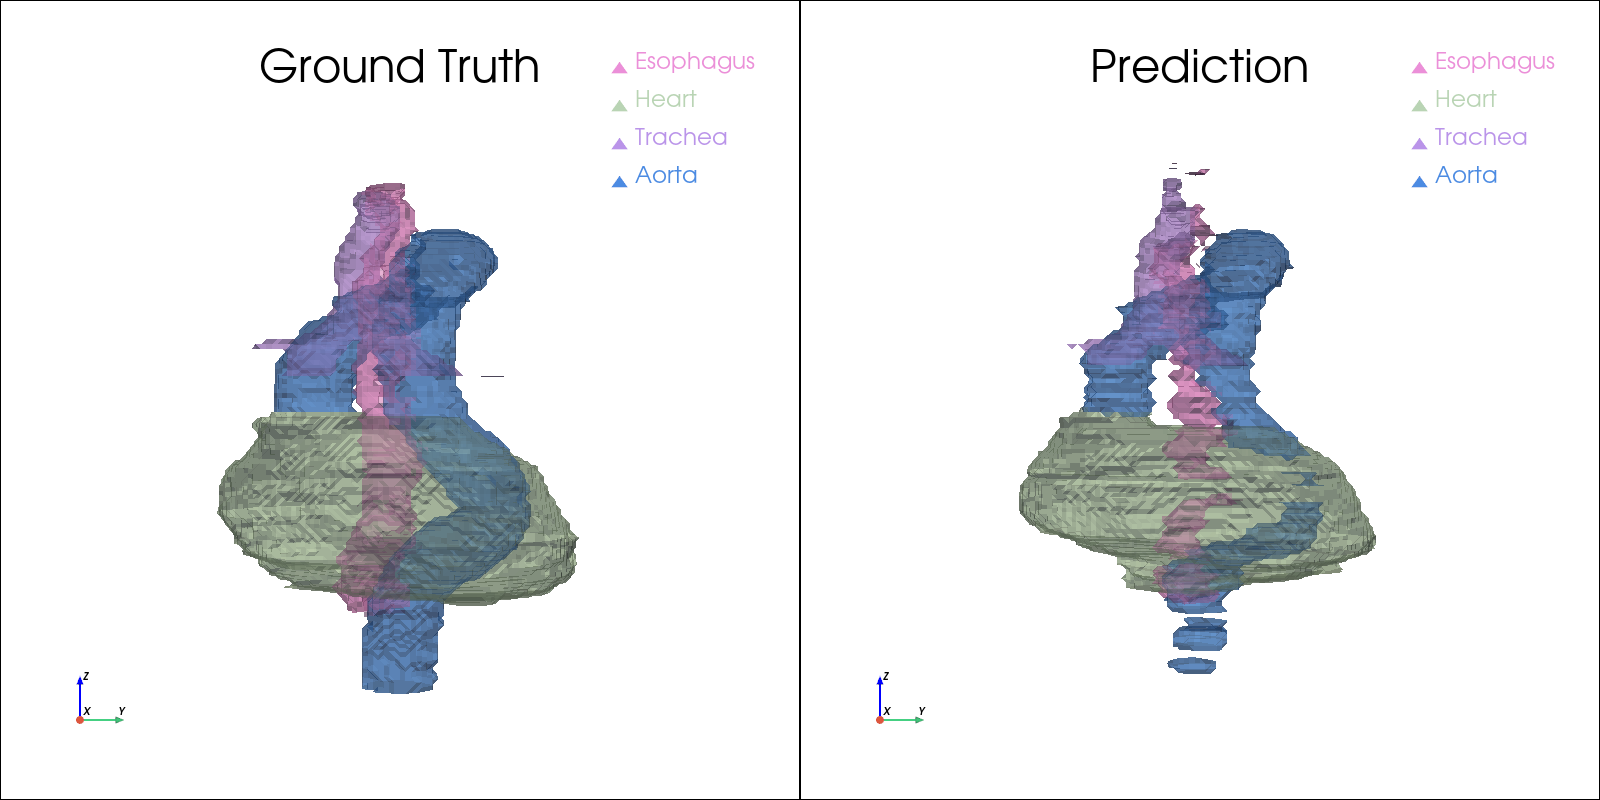 Ground Truth
Esophagus
Heart
Trachea
Aorta
Z
X
Y
Prediction
Esophagus
Heart
Trachea
Aorta
Z
X
Y